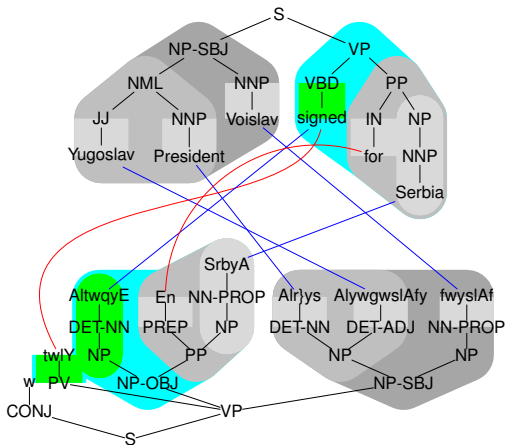 S
NP-SBJ VP
NML NNP VBD PP
JJ NNP Voislav signed IN NP
Yugoslav President for NNP
Serbia
SrbyA
AltwqyE En NN-PROP Alr}ys AlywgwslAfy fwyslAf
DET-NN PREP NP DET-NN DET-ADJ NN-PROP
twlY NP PP NP NP
w PV NP-OBJ NP-SBJ
CONJ VP
S